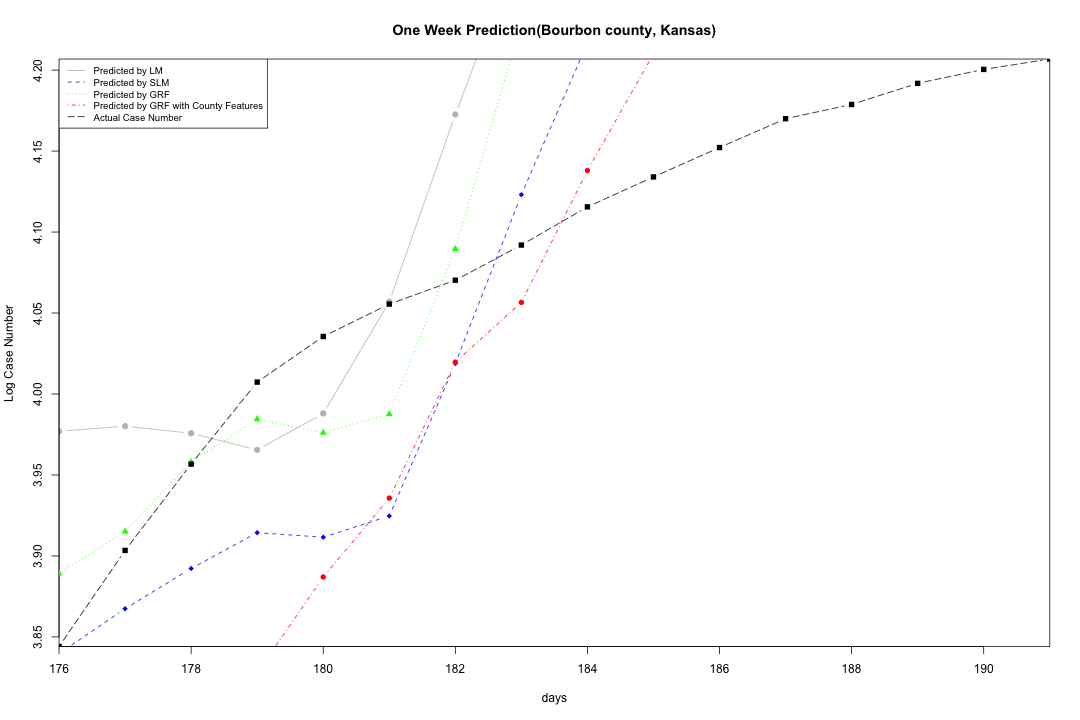 One Week Prediction(Bourbon county, Kansas)
Predicted by LM
Predicted by SLM
Predicted by GRF
Predicted by GRF with County Features
Actual Case Number
Log Case Number
4.20
4.15
4.10
4.05
4.00
3.95
3.90
3.85
176 178 180 182 184 186 188 190
days